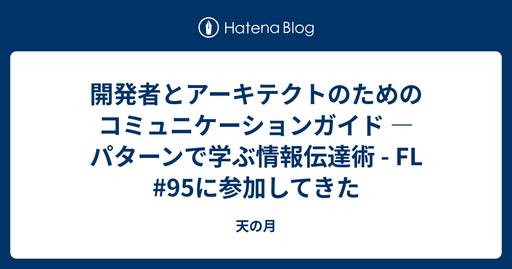 Hatena Blog
開発者とアーキテクトのための
コミュニケーションガイド ―
パターンで学ぶ情報伝達術 - FL
#95に参加してきた
天の月